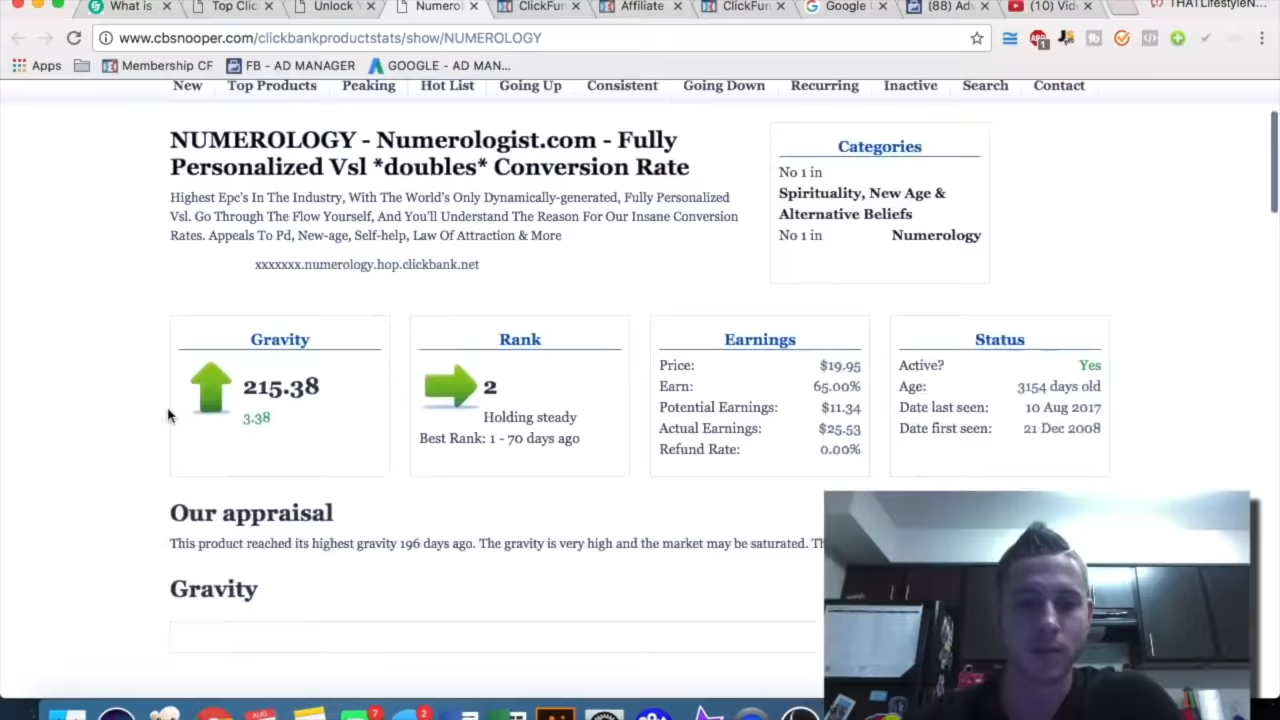 What is
Top Clic
Unlock
Numerol
ClickFun
Affiliate
ClickFun
Google
(88) Adv
(10) Vide
THATLifestyleN...
www.cbsnooper.com/clickbankproductstats/show/NUMEROLOGY
Apps
Membership CF
FB - AD MANAGER
GOOGLE - AD MAN...
New
Top Products
Peaking
Hot List
Going Up
Consistent
Going Down
Recurring
Inactive
Search
Contact
NUMEROLOGY - Numerologist.com - Fully
Personalized Vsl *doubles* Conversion Rate
Highest Epc's In The Industry, With The World's Only Dynamically-generated, Fully Personalized
Vsl. Go Through The Flow Yourself, And You'll Understand The Reason For Our Insane Conversion
Rates. Appeals To Pd, New-age, Self-help, Law Of Attraction & More
xxxxxxx.numerology.hop.clickbank.net
Categories
No 1 in
Spirituality, New Age &
Alternative Beliefs
No 1 in Numerology
Gravity
215.38
3.38
Rank
2
Holding steady
Best Rank: 1 - 70 days ago
Earnings
Price: $19.95
Earn: 65.00%
Potential Earnings: $11.34
Actual Earnings: $25.53
Refund Rate: 0.00%
Status
Active? Yes
Age: 3154 days old
Date last seen: 10 Aug 2017
Date first seen: 21 Dec 2008
Our appraisal
This product reached its highest gravity 196 days ago. The gravity is very high and the market may be saturated. Th
Gravity
AUG
7
2